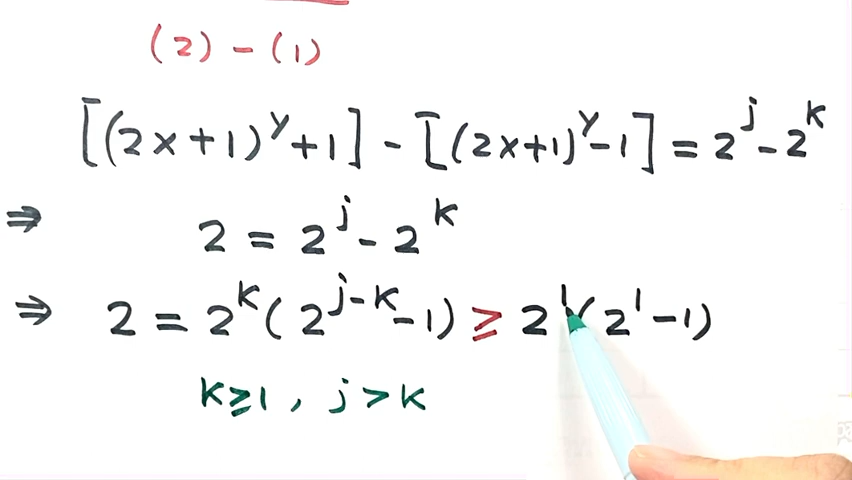 (2) - (1)
[(2x+1)^y+1] - [(2x+1)^y-1] = 2^j - 2^k
⇒ 2 = 2^j - 2^k
⇒ 2 = 2^k(2^{j-k}-1) ≥ 2^1(2^1-1)
k≥1, j>k